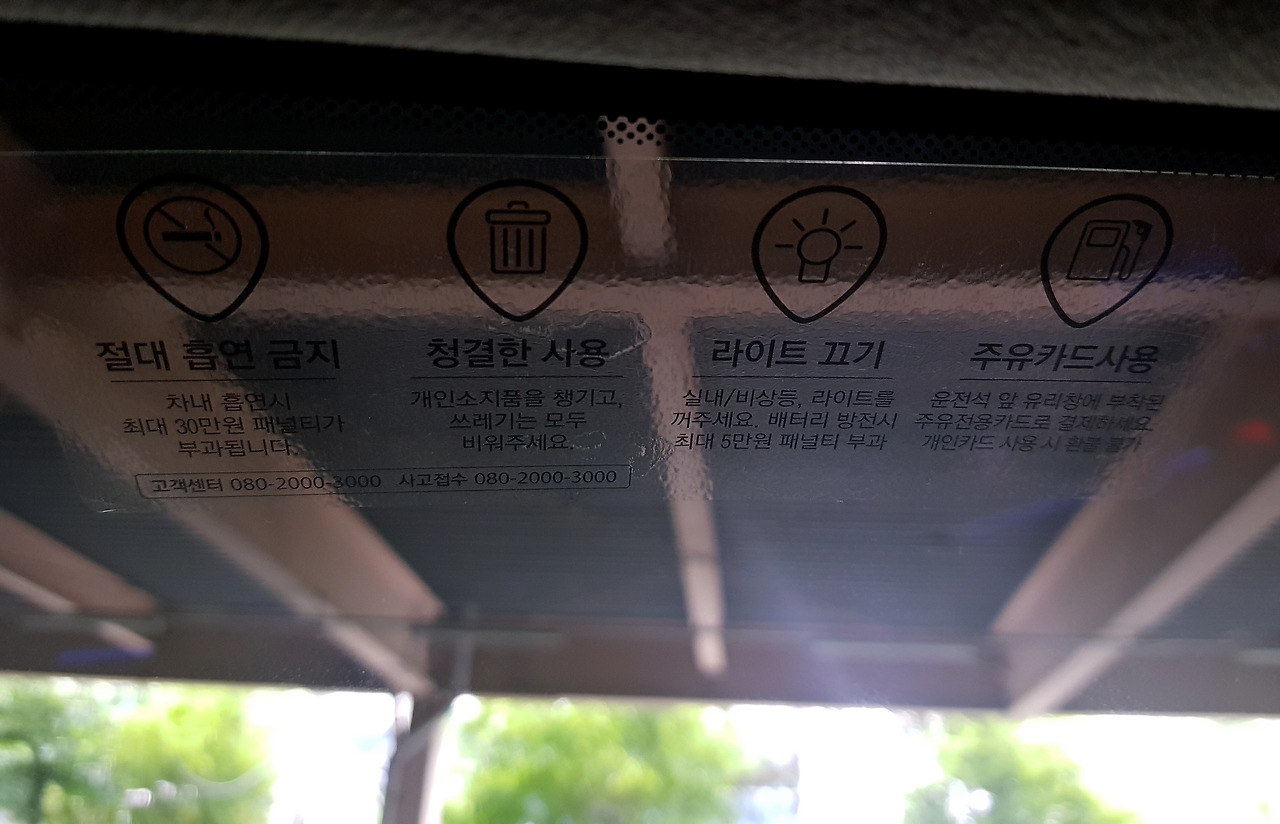 절대 흡연 금지
차내 흡연시
최대 30만원 패널티가
부과됩니다.
청결한 사용
개인소지품을 챙기고,
쓰레기는 모두
비워주세요.
라이트 끄기
실내/비상등, 라이트를
꺼주세요. 배터리 방전시
최대 5만원 패널티 부과
주유카드사용
운전석 앞 유리창에 부착된
주유전용카드로 결제하세요.
개인카드 사용 시 환불 불가
고객센터 080-2000-3000 사고접수 080-2000-3000